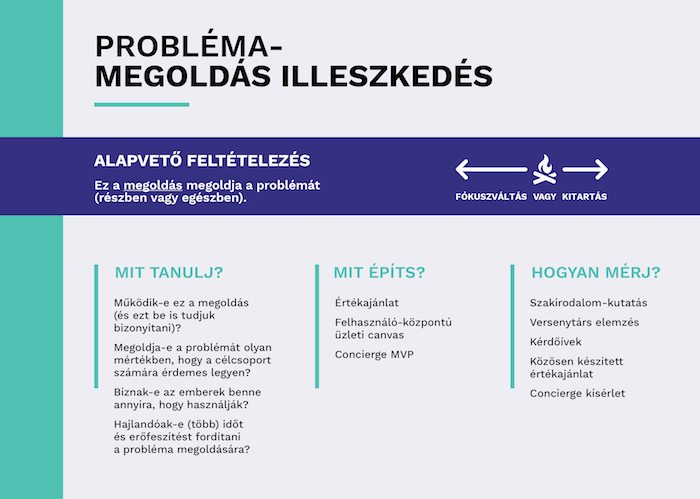 PROBLÉMA-
MEGOLDÁS ILLESZKEDÉS
ALAPVETŐ FELTÉTELEZÉS
Ez a megoldás megoldja a problémát
(részben vagy egészben).
FÓKUSZVÁLTÁS VAGY KITARTÁS
MIT TANULJ?
Működik-e ez a megoldás
(és ezt be is tudjuk
bizonyítani)?
Megoldja-e a problémát olyan
mértékben, hogy a célcsoport
számára érdemes legyen?
Bíznak-e az emberek benne
annyira, hogy használják?
Hajlandóak-e (több) időt
és erőfeszítést fordítani
a probléma megoldására?
MIT ÉPÍTS?
Értékajánlat
Felhasználó-központú
üzleti canvas
Concierge MVP
HOGYAN MÉRJ?
Szakirodalom-kutatás
Versenytárs elemzés
Kérdőívek
Közösen készített
értékajánlat
Concierge kísérlet